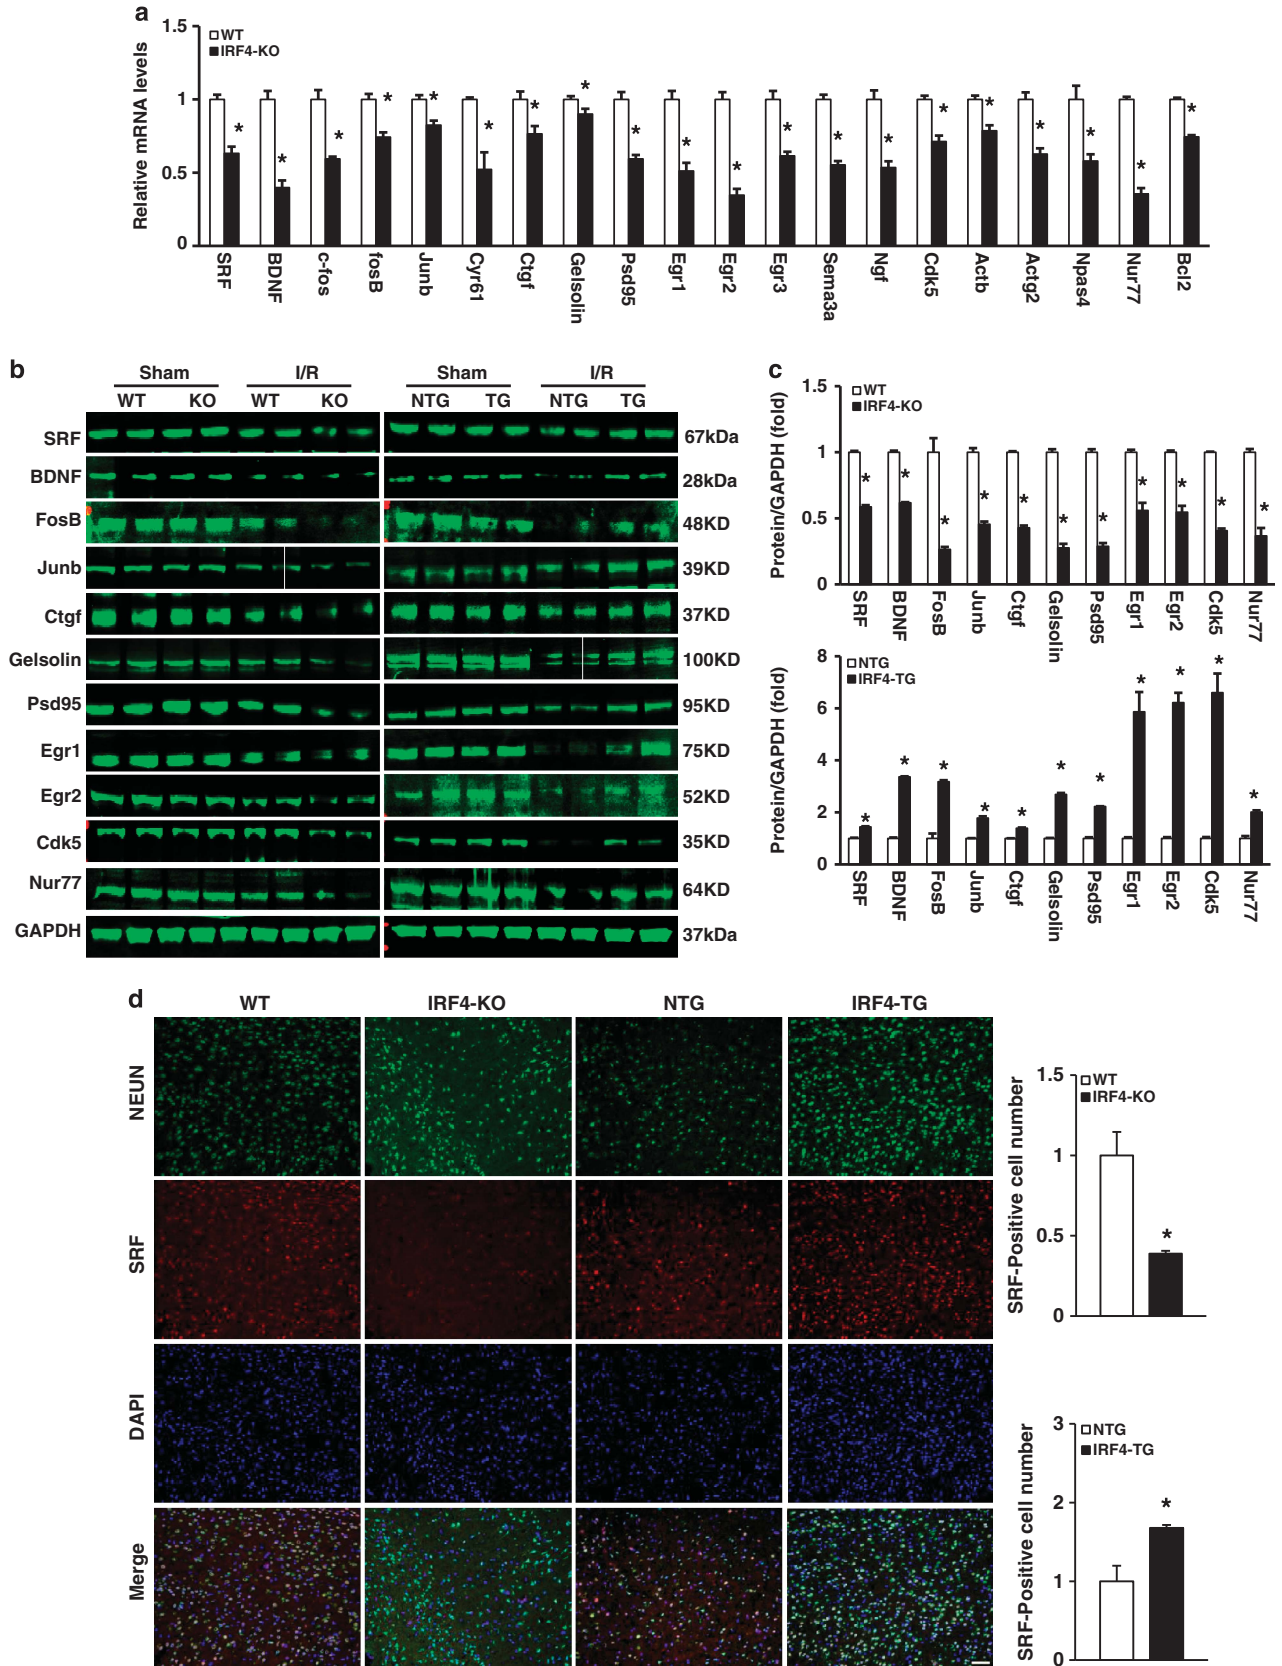 a
1.5
1
0.5
0
Relative mRNA levels
WT
IRF4-KO
SRF
BDNF
c-fos
fosB
Junb
Cyr61
Ctgf
Gelsolin
Psd95
Egr1
Egr2
Egr3
Sema3a
Ngf
Cdk5
Actb
Actg2
Npas4
Nur77
Bcl2
* * * * * * * * * * * * * * * * * * * *
b
Sham I/R Sham I/R
WT KO WT KO NTG TG NTG TG
SRF 67kDa
BDNF 28kDa
FosB 48KD
Junb 39KD
Ctgf 37KD
Gelsolin 100KD
Psd95 95KD
Egr1 75KD
Egr2 52KD
Cdk5 35KD
Nur77 64KD
GAPDH 37kDa
c
1.5
1
0.5
0
Protein/GAPDH (fold)
WT
IRF4-KO
* * * * * * * * * * *
SRF
BDNF
FosB
Junb
Ctgf
Gelsolin
Psd95
Egr1
Egr2
Cdk5
Nur77
8
6
4
2
0
Protein/GAPDH (fold)
NTG
IRF4-TG
* * * * * * * * * * *
SRF
BDNF
FosB
Junb
Ctgf
Gelsolin
Psd95
Egr1
Egr2
Cdk5
Nur77
d
WT IRF4-KO NTG IRF4-TG
NEUN
SRF
DAPI
Merge
1.5
1
0.5
0
SRF-Positive cell number
WT
IRF4-KO
*
3
2
1
0
SRF-Positive cell number
NTG
IRF4-TG
*